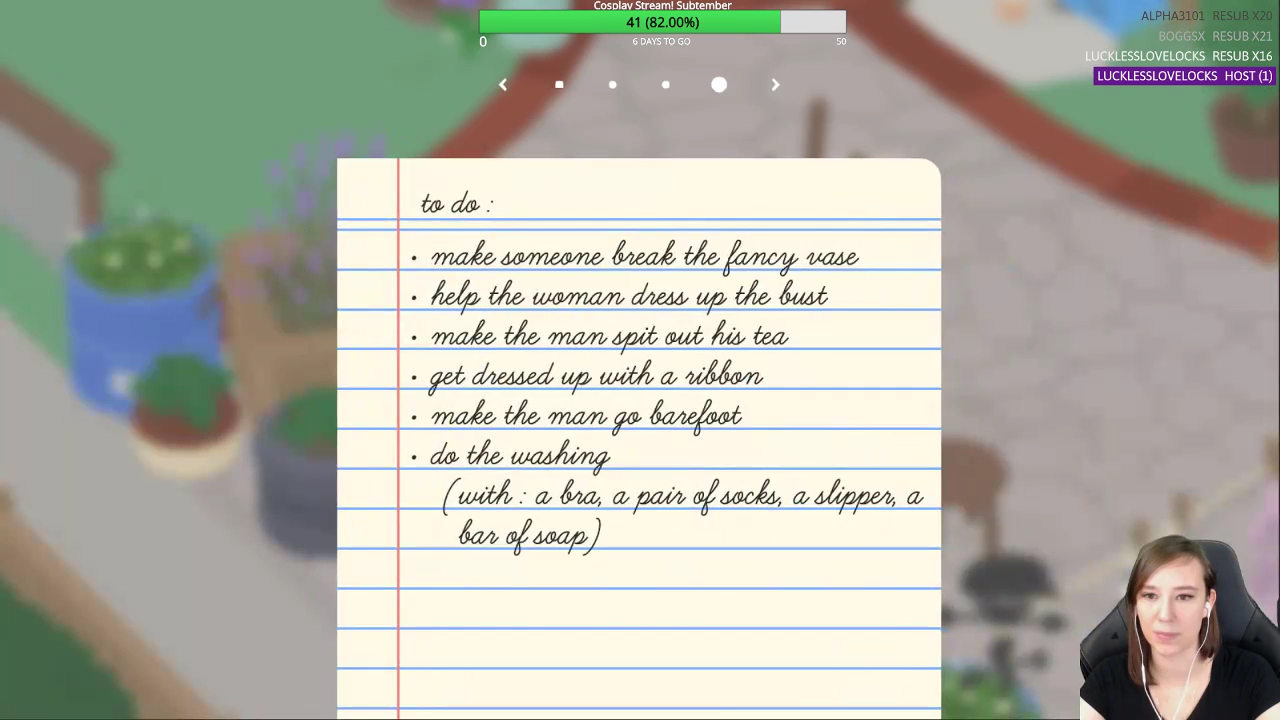 Cosplay Stream! Subtember
41 (82.00%)
0
6 DAYS TO GO
50
ALPHA3101 RESUB X20
BOGGSX RESUB X21
LUCKLESSLOVELOCKS RESUB X16
LUCKLESSLOVELOCKS HOST (1)
to do :
• make someone break the fancy vase
• help the woman dress up the bust
• make the man spit out his tea
• get dressed up with a ribbon
• make the man go barefoot
• do the washing
(with : a bra, a pair of socks, a slipper, a
bar of soap)